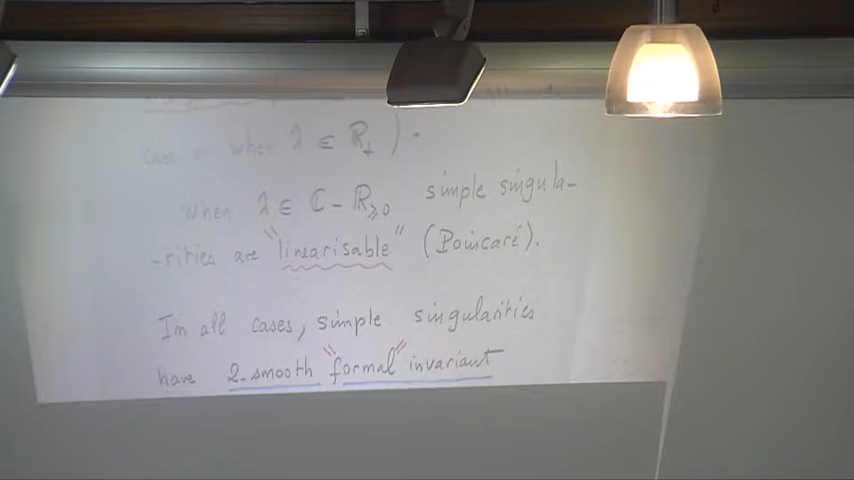 case or when λ ∈ ℝ₊ ) .
when λ ∈ ℂ - ℝ≥0 simple singula-
-rities are "linearisable" (Poincaré).
In all cases, simple singularities
have 2-smooth "formal" invariant